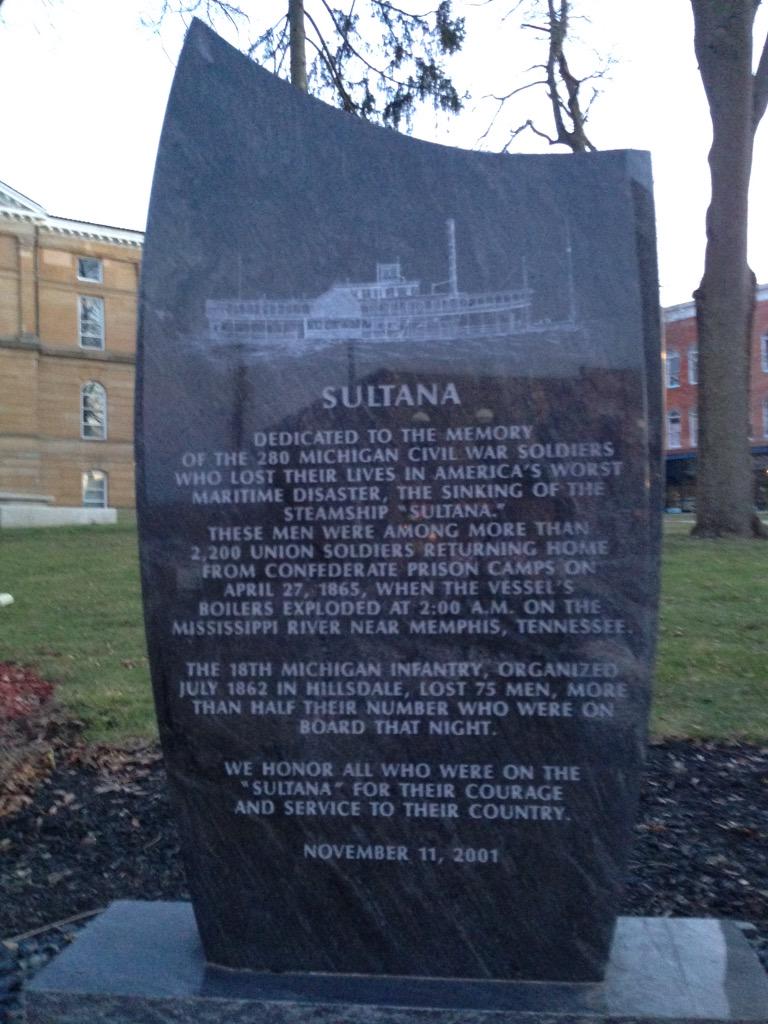 SULTANA
DEDICATED TO THE MEMORY
OF THE 280 MICHIGAN CIVIL WAR SOLDIERS
WHO LOST THEIR LIVES IN AMERICA'S WORST
MARITIME DISASTER, THE SINKING OF THE
STEAMSHIP "SULTANA."
THESE MEN WERE AMONG MORE THAN
2,200 UNION SOLDIERS RETURNING HOME
FROM CONFEDERATE PRISON CAMPS ON
APRIL 27, 1865, WHEN THE VESSEL'S
BOILERS EXPLODED AT 2:00 A.M. ON THE
MISSISSIPPI RIVER NEAR MEMPHIS, TENNESSEE.
THE 18TH MICHIGAN INFANTRY, ORGANIZED
JULY 1862 IN HILLSDALE, LOST 75 MEN, MORE
THAN HALF THEIR NUMBER WHO WERE ON
BOARD THAT NIGHT.
WE HONOR ALL WHO WERE ON THE
"SULTANA" FOR THEIR COURAGE
AND SERVICE TO THEIR COUNTRY.
NOVEMBER 11, 2001